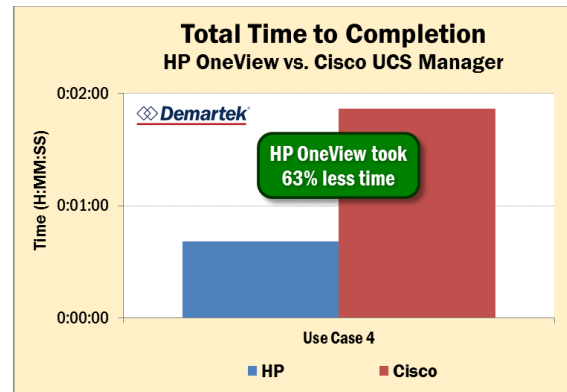 Total Time to Completion
HP OneView vs. Cisco UCS Manager
Time (H:MM:SS)
0:02:00
0:01:00
0:00:00
Demartek
HP OneView took
63% less time
Use Case 4
HP
Cisco